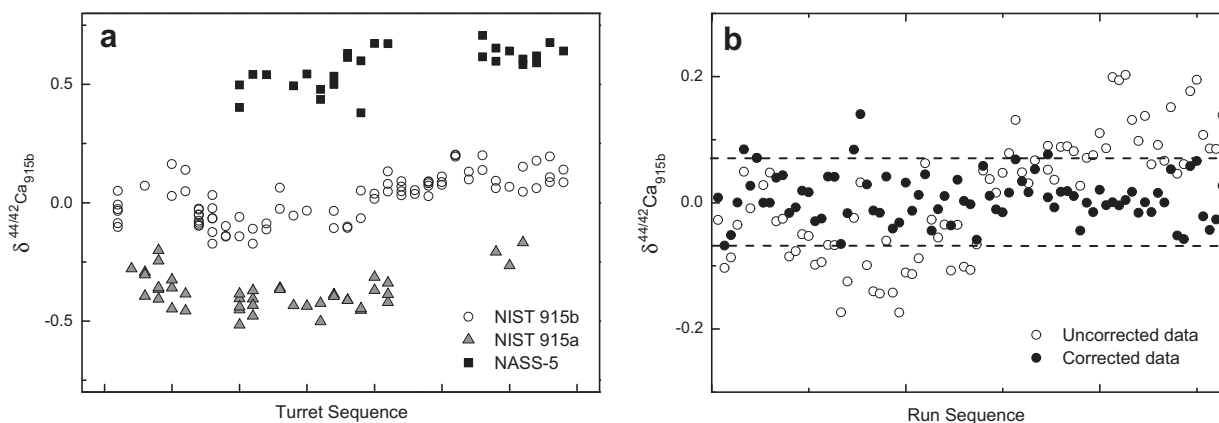 a
0.5
0.0
-0.5
δ 44/42Ca915b
NIST 915b
NIST 915a
NASS-5
Turret Sequence
b
0.2
0.0
-0.2
δ44/42Ca915b
Uncorrected data
Corrected data
Run Sequence